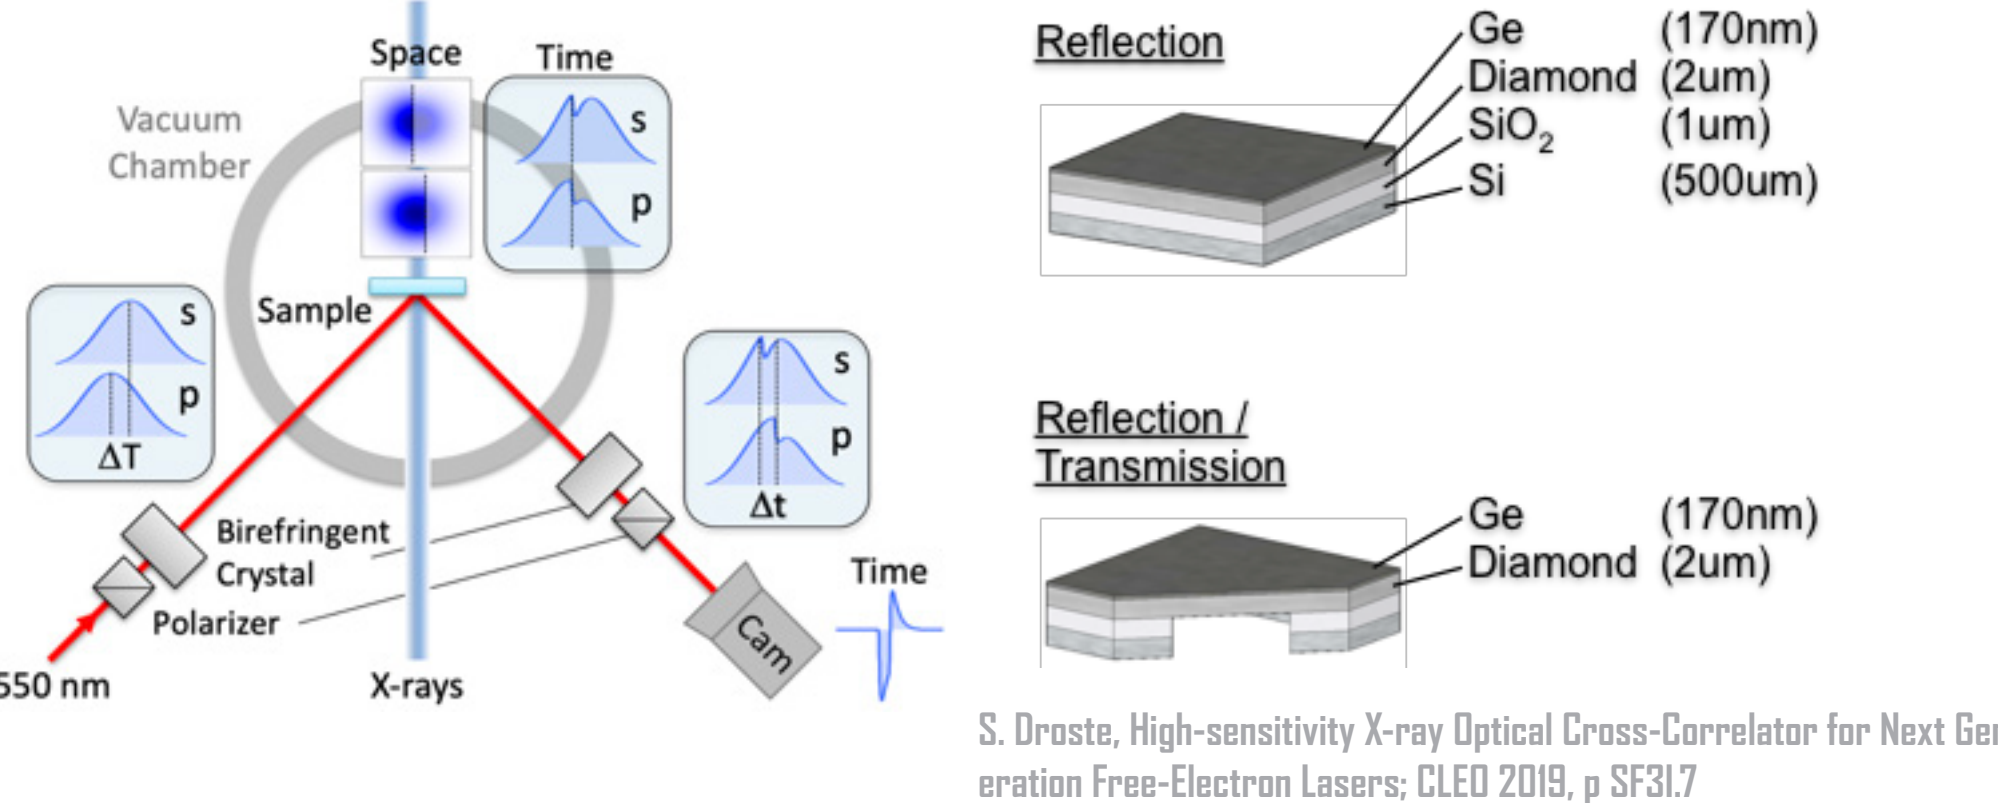 Space
Time
Vacuum
Chamber
s
p
Sample
s
p
ΔT
s
p
Δt
Birefringent
Crystal
Polarizer
Time
Cam
550 nm
X-rays
Reflection
Ge (170nm)
Diamond (2um)
SiO₂ (1um)
Si (500um)
Reflection /
Transmission
Ge (170nm)
Diamond (2um)
S. Droste, High-sensitivity X-ray Optical Cross-Correlator for Next Gen
eration Free-Electron Lasers; CLEO 2019, p SF3I.7